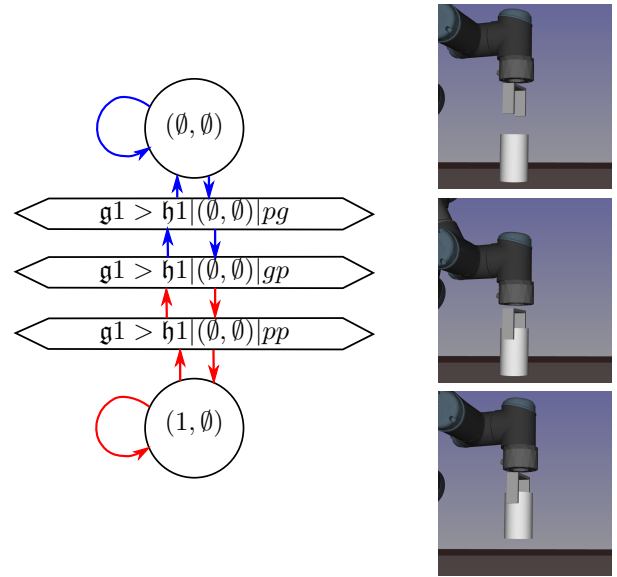 (∅, ∅)
𝔤1 > 𝔥1|(∅, ∅)|pg
𝔤1 > 𝔥1|(∅, ∅)|gp
𝔤1 > 𝔥1|(∅, ∅)|pp
(1, ∅)